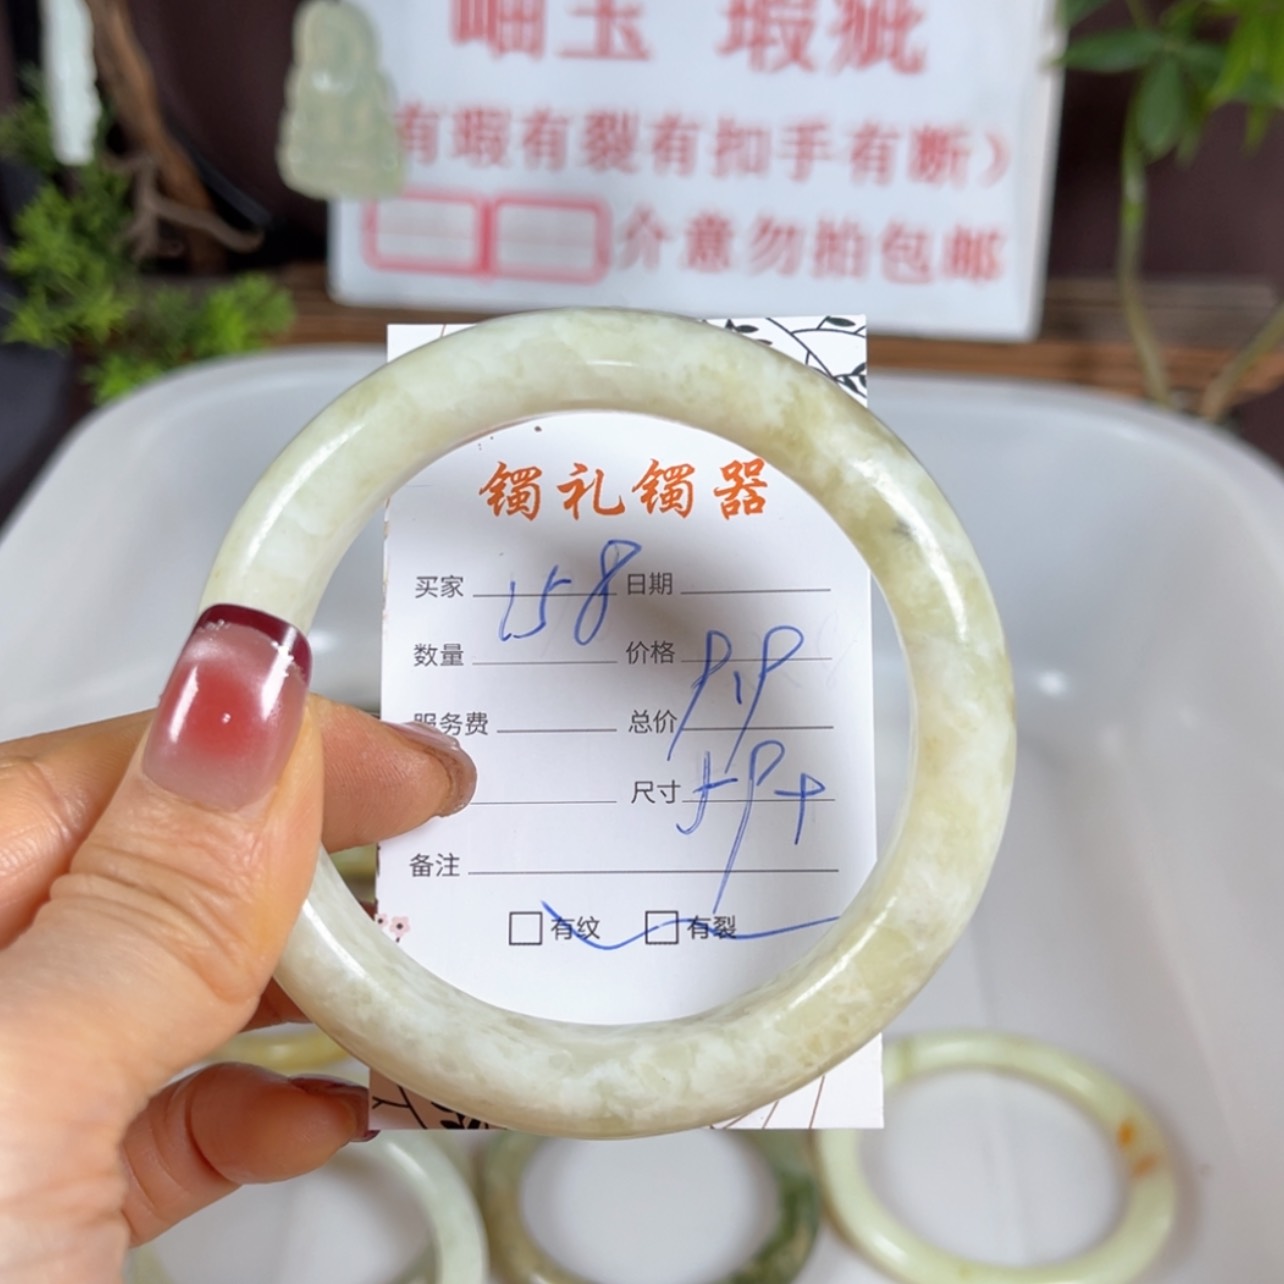 岫玉 瑕疵
有瑕有裂有扣手有断）
介意勿拍包邮
镯礼镯器
买家 158 日期
数量 价格
服务费 总价
尺寸
备注
有纹 有裂